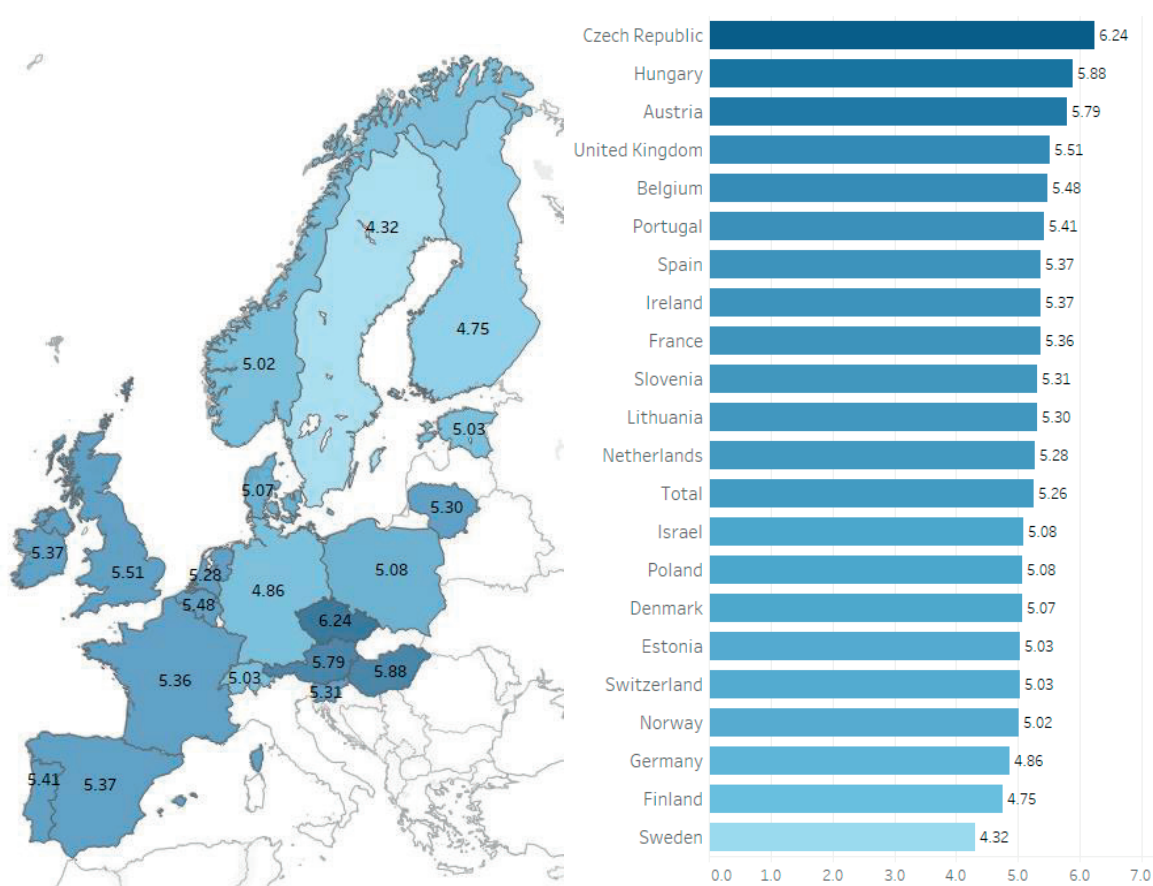 4.32
4.75
5.02
5.03
5.07
5.30
5.37
5.51
5.28
5.48
4.86
5.08
6.24
5.79
5.88
5.36
5.03
5.31
5.41
5.37
Czech Republic 6.24
Hungary 5.88
Austria 5.79
United Kingdom 5.51
Belgium 5.48
Portugal 5.41
Spain 5.37
Ireland 5.37
France 5.36
Slovenia 5.31
Lithuania 5.30
Netherlands 5.28
Total 5.26
Israel 5.08
Poland 5.08
Denmark 5.07
Estonia 5.03
Switzerland 5.03
Norway 5.02
Germany 4.86
Finland 4.75
Sweden 4.32
0.0 1.0 2.0 3.0 4.0 5.0 6.0 7.0